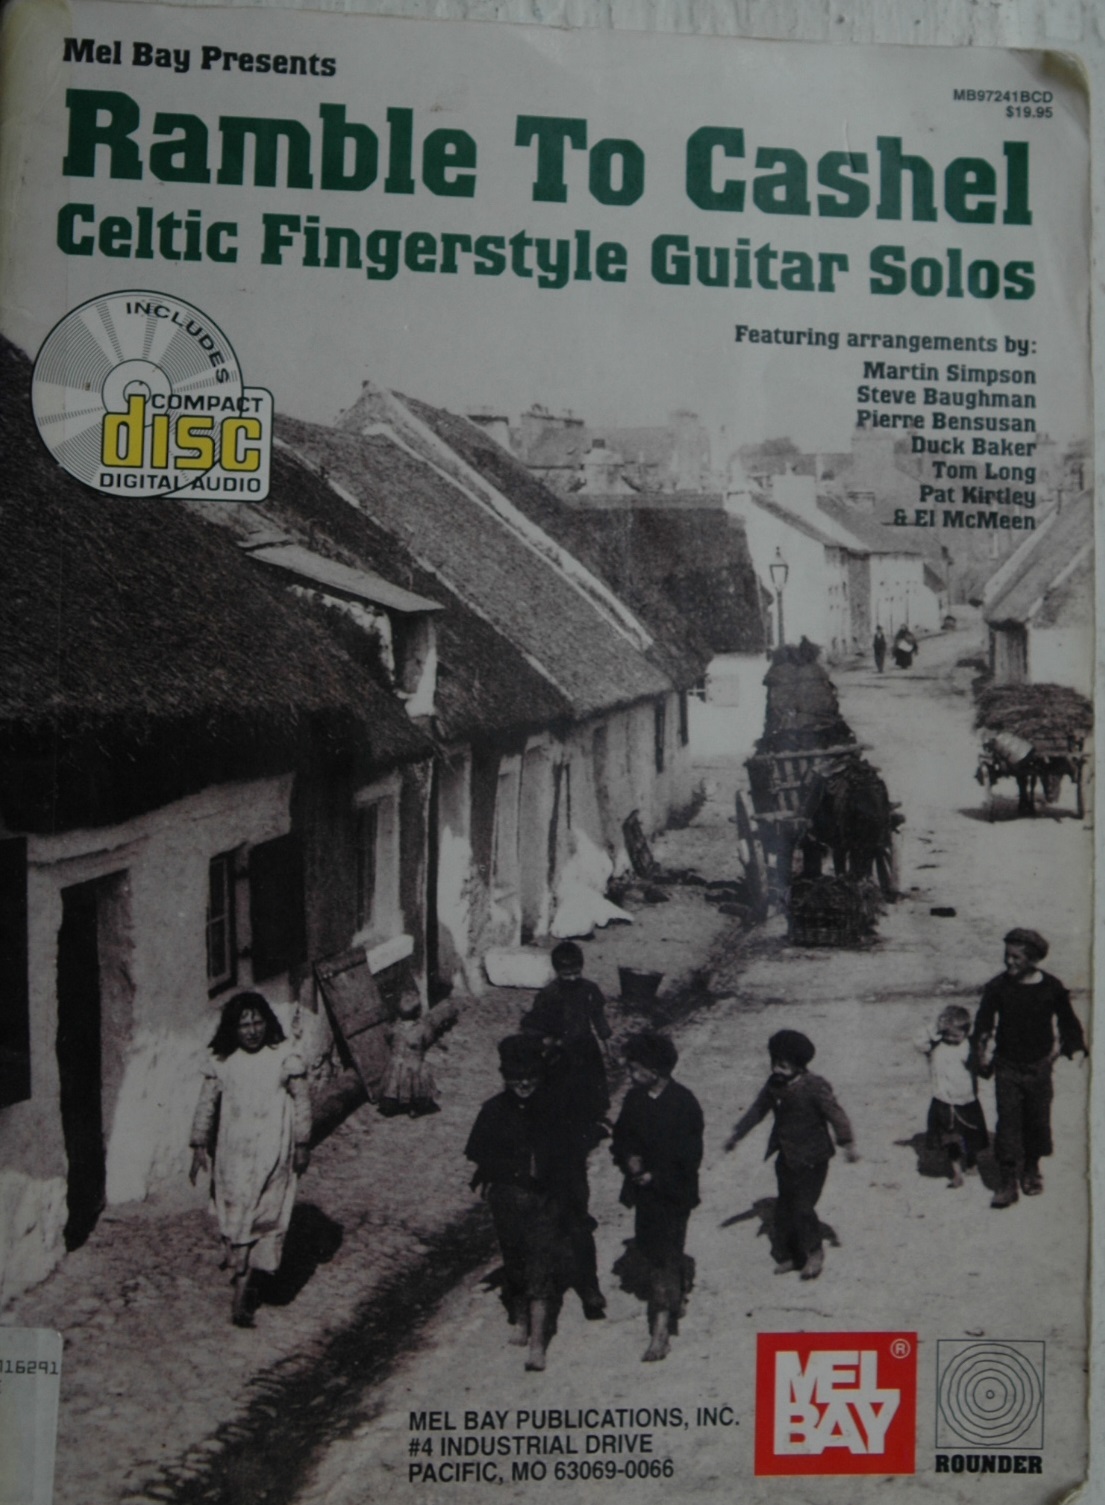 Mel Bay Presents
MB97241BCD
$19.95
Ramble To Cashel
Celtic Fingerstyle Guitar Solos
INCLUDES
COMPACT
disc
DIGITAL AUDIO
Featuring arrangements by:
Martin Simpson
Steve Baughman
Pierre Bensusan
Duck Baker
Tom Long
Pat Kirtley
& El McMeen
16291
MEL BAY PUBLICATIONS, INC.
#4 INDUSTRIAL DRIVE
PACIFIC, MO 63069-0066
MEL
BAY
®
ROUNDER